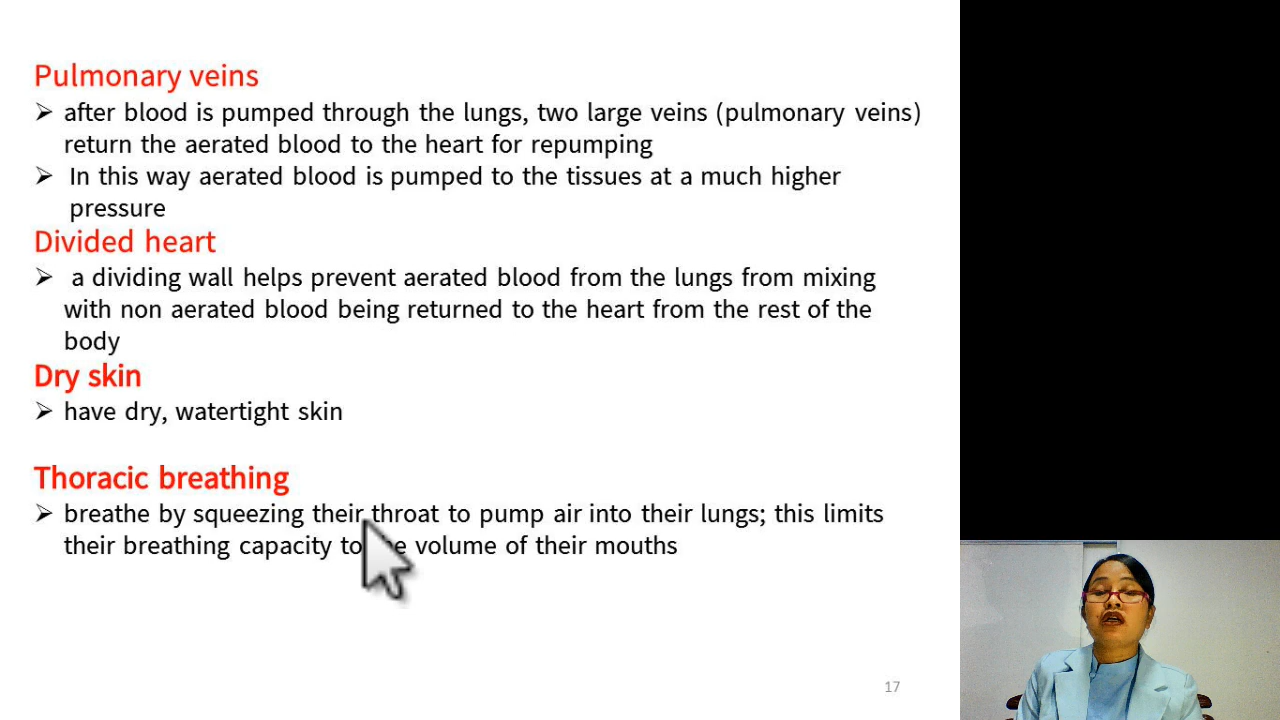 Pulmonary veins
➢ after blood is pumped through the lungs, two large veins (pulmonary veins)
return the aerated blood to the heart for repumping
➢ In this way aerated blood is pumped to the tissues at a much higher
pressure
Divided heart
➢ a dividing wall helps prevent aerated blood from the lungs from mixing
with non aerated blood being returned to the heart from the rest of the
body
Dry skin
➢ have dry, watertight skin
Thoracic breathing
➢ breathe by squeezing their throat to pump air into their lungs; this limits
their breathing capacity to volume of their mouths
17